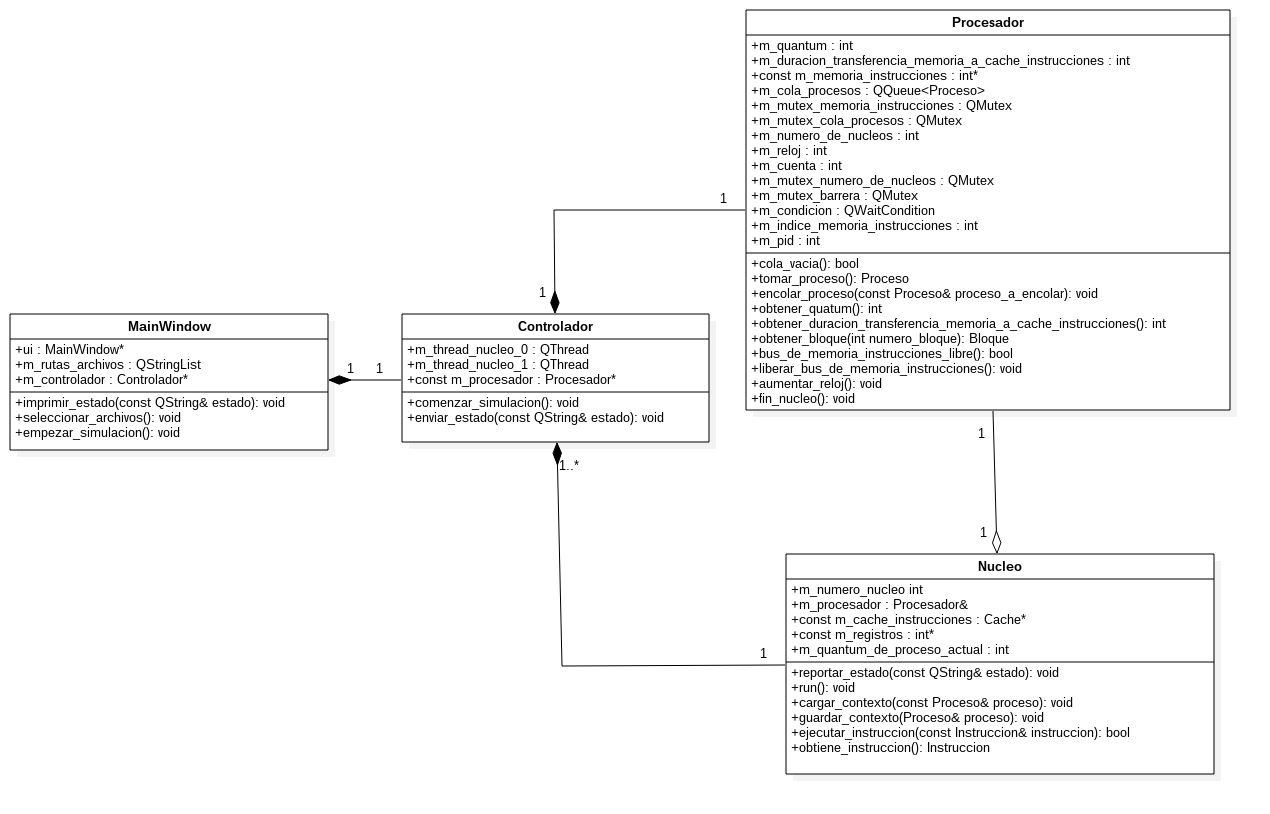 Procesador
+m_quantum : int
+m_duracion_transferencia_memoria_a_cache_instrucciones : int
+const m_memoria_instrucciones : int*
+m_cola_procesos : QQueue<Proceso>
+m_mutex_memoria_instrucciones : QMutex
+m_mutex_cola_procesos : QMutex
+m_numero_de_nucleos : int
+m_reloj : int
+m_cuenta : int
+m_mutex_numero_de_nucleos : QMutex
+m_mutex_barrera : QMutex
+m_condicion : QWaitCondition
+m_indice_memoria_instrucciones : int
+m_pid : int
+cola_vacia(): bool
+tomar_proceso(): Proceso
+encolar_proceso(const Proceso& proceso_a_encolar): void
+obtener_quatum(): int
+obtener_duracion_transferencia_memoria_a_cache_instrucciones(): int
+obtener_bloque(int numero_bloque): Bloque
+bus_de_memoria_instrucciones_libre(): bool
+liberar_bus_de_memoria_instrucciones(): void
+aumentar_reloj(): void
+fin_nucleo(): void
1
1
MainWindow
+ui : MainWindow*
+m_rutas_archivos : QStringList
+m_controlador : Controlador*
+imprimir_estado(const QString& estado): void
+seleccionar_archivos(): void
+empezar_simulacion(): void
1
1
Controlador
+m_thread_nucleo_0 : QThread
+m_thread_nucleo_1 : QThread
+const m_procesador : Procesador*
+comenzar_simulacion(): void
+enviar_estado(const QString& estado): void
1..*
1
1
1
Nucleo
+m_numero_nucleo int
+m_procesador : Procesador&
+const m_cache_instrucciones : Cache*
+const m_registros : int*
+m_quantum_de_proceso_actual : int
+reportar_estado(const QString& estado): void
+run(): void
+cargar_contexto(const Proceso& proceso): void
+guardar_contexto(Proceso& proceso): void
+ejecutar_instruccion(const Instruccion& instruccion): bool
+obtiene_instruccion(): Instruccion